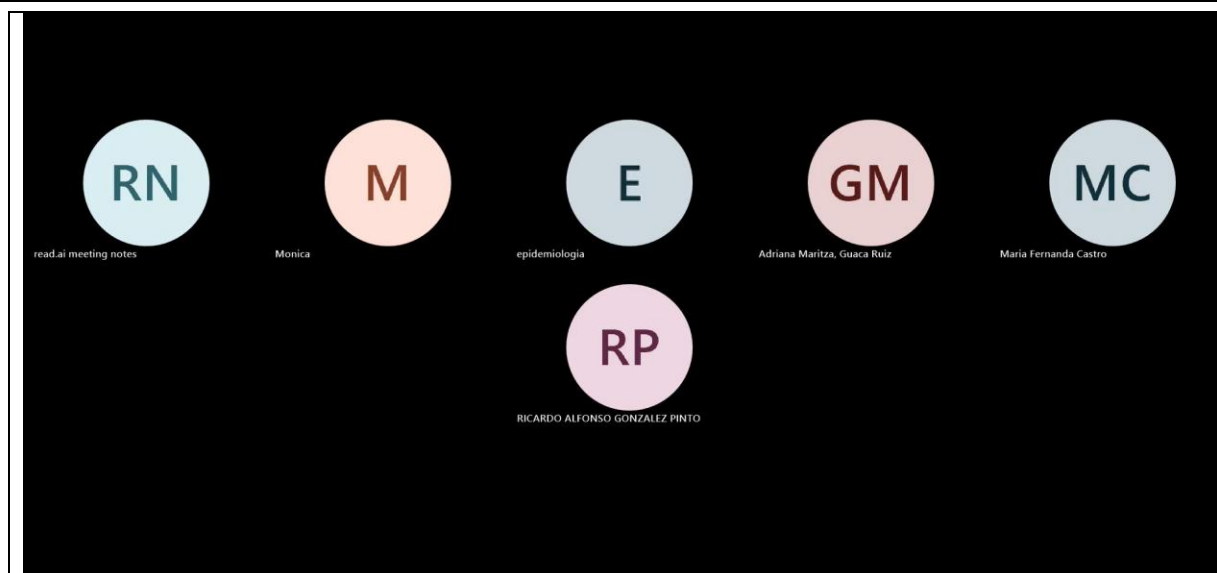 RN
M
E
GM
MC
read.ai meeting notes
Monica
epidemiologia
Adriana Maritza, Guaca Ruiz
Maria Fernanda Castro
RP
RICARDO ALFONSO GONZALEZ PINTO